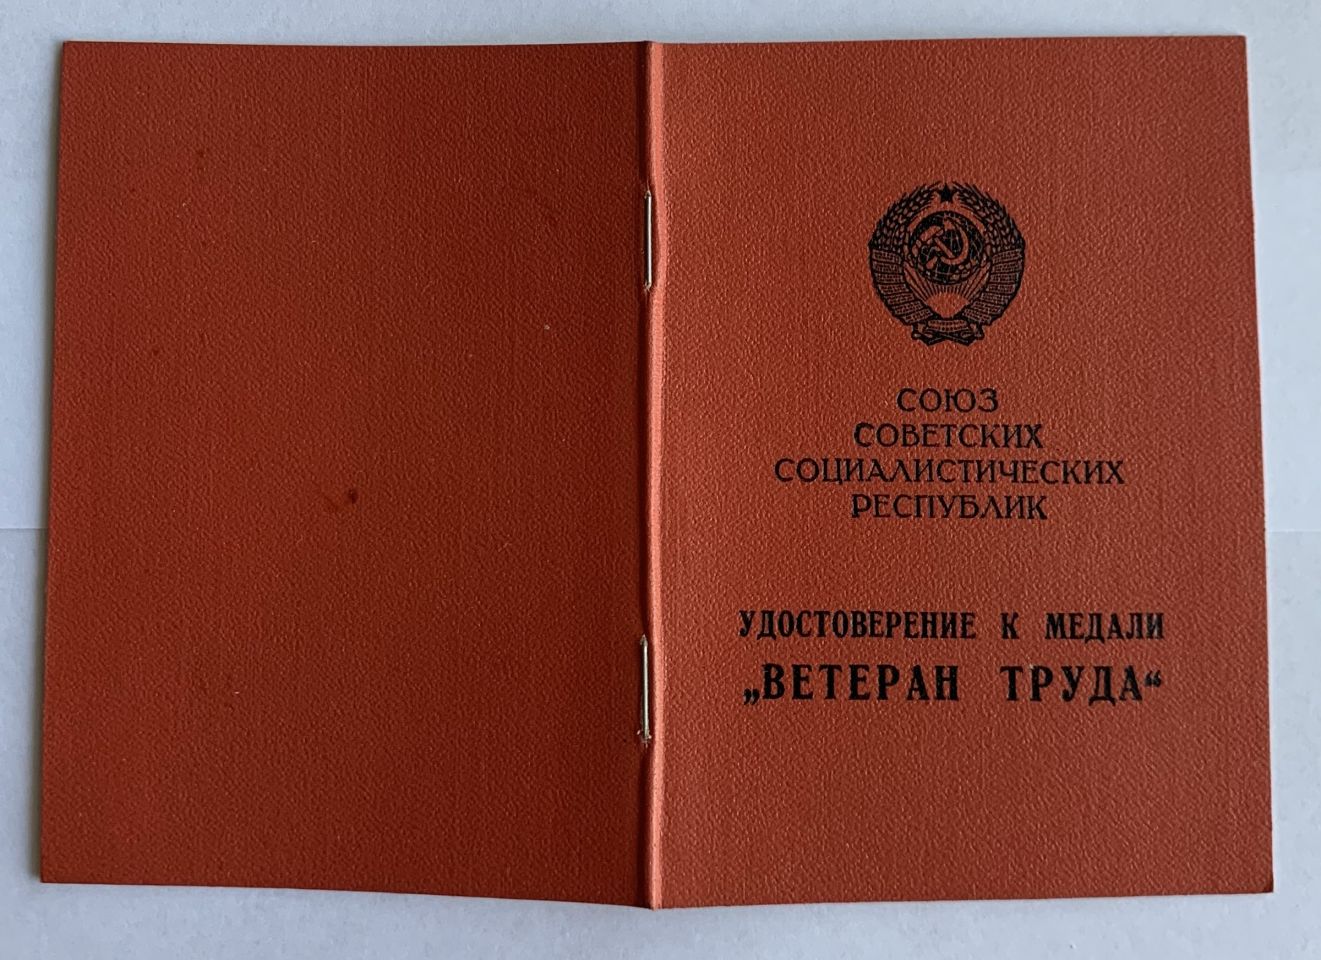 СОЮЗ
СОВЕТСКИХ
СОЦИАЛИСТИЧЕСКИХ
РЕСПУБЛИК
УДОСТОВЕРЕНИЕ К МЕДАЛИ
„ВЕТЕРАН ТРУДА“